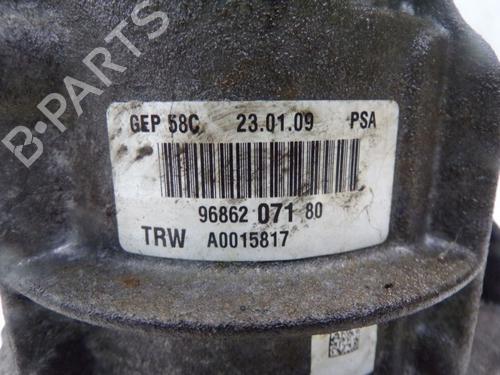 B-PARTS
GEP 58C 23.01.09 PSA
96862 071 80
TRW A0015817